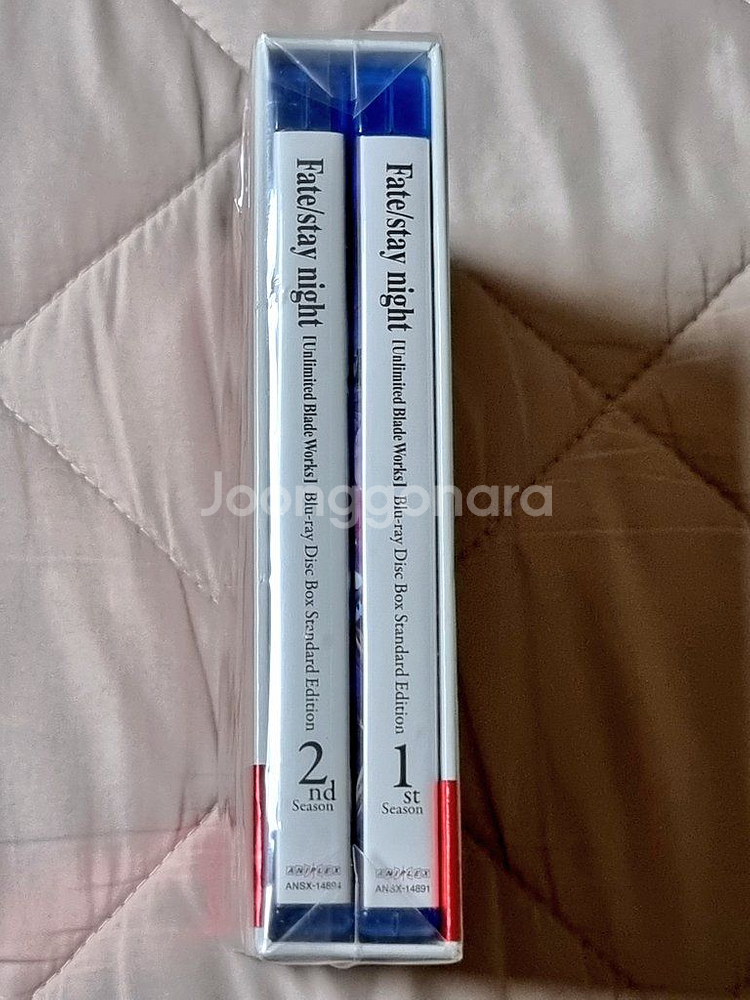 Fate/stay night [Unlimited Blade Works] Blu-ray Disc Box Standard Edition
2nd
Season
ANIPLEX
ANSX-14894
Fate/stay night [Unlimited Blade Works] Blu-ray Disc Box Standard Edition
1st
Season
ANIPLEX
ANSX-14891
Joonggonara